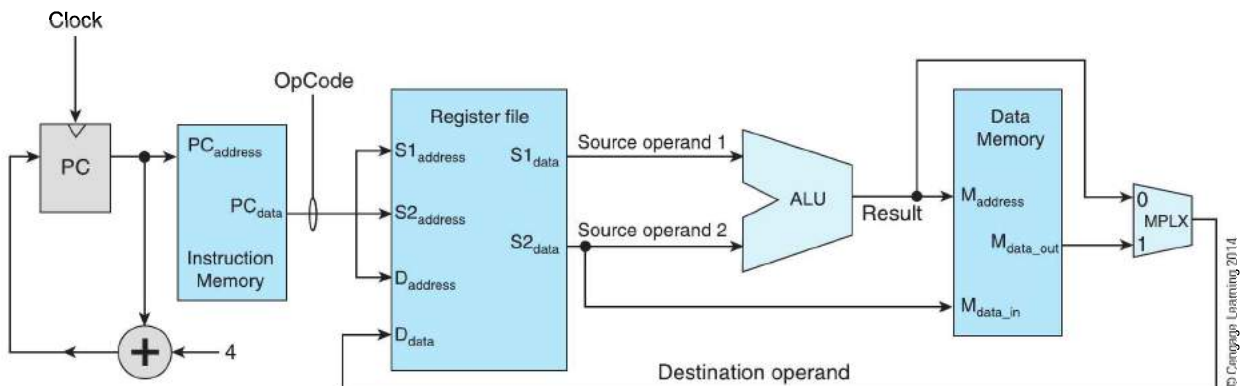 Clock
OpCode
PC
PCaddress
PCdata
Instruction
Memory
4
Register file
S1address
S2address
Daddress
Ddata
S1data
S2data
Source operand 1
Source operand 2
ALU
Result
Data
Memory
Maddress
Mdata_out
Mdata_in
0
1
MPLX
Destination operand
© Cengage Learning 2014